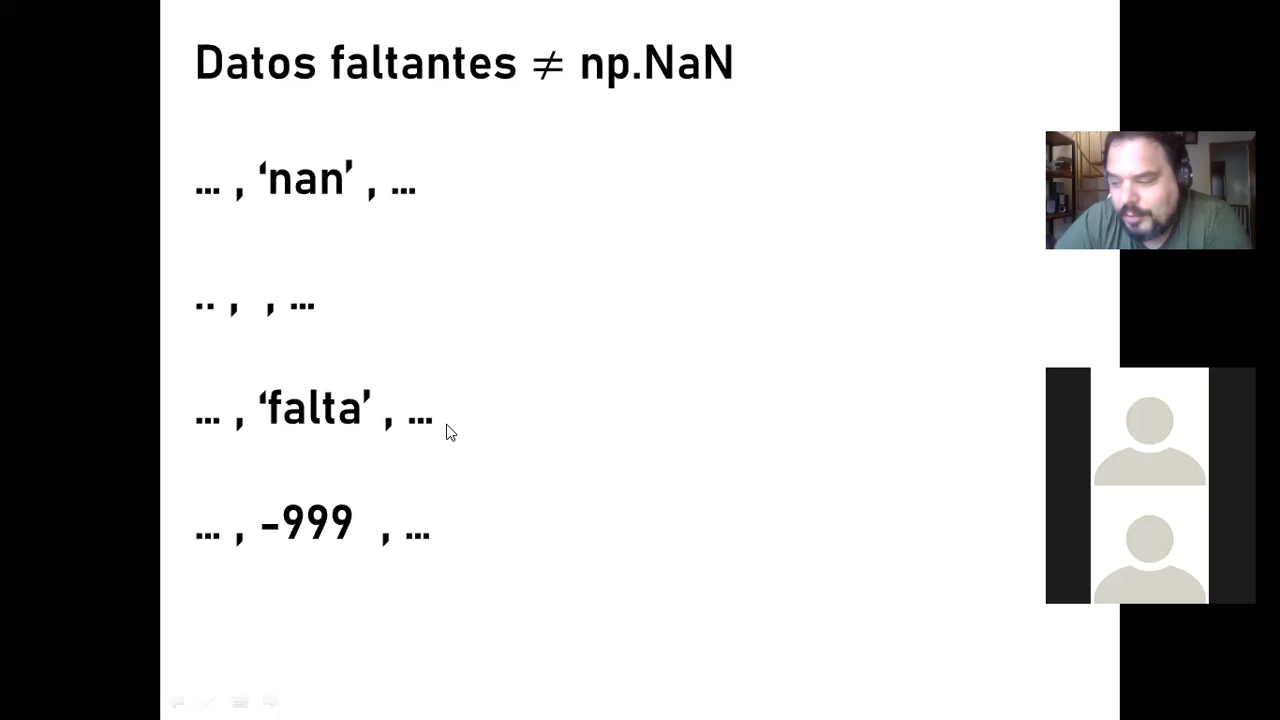 Datos faltantes ≠ np.NaN
... , ‘nan’ , ...
.. ,  , ...
... , ‘falta’ , ...
... , -999  , ...